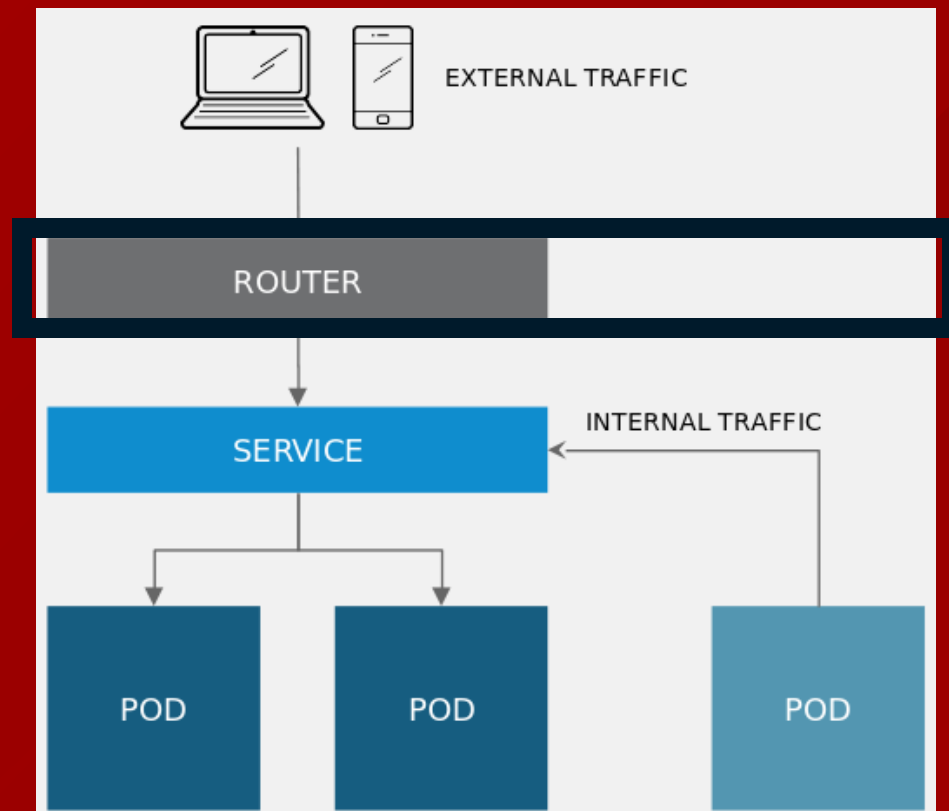 EXTERNAL TRAFFIC
ROUTER
INTERNAL TRAFFIC
SERVICE
POD
POD
POD